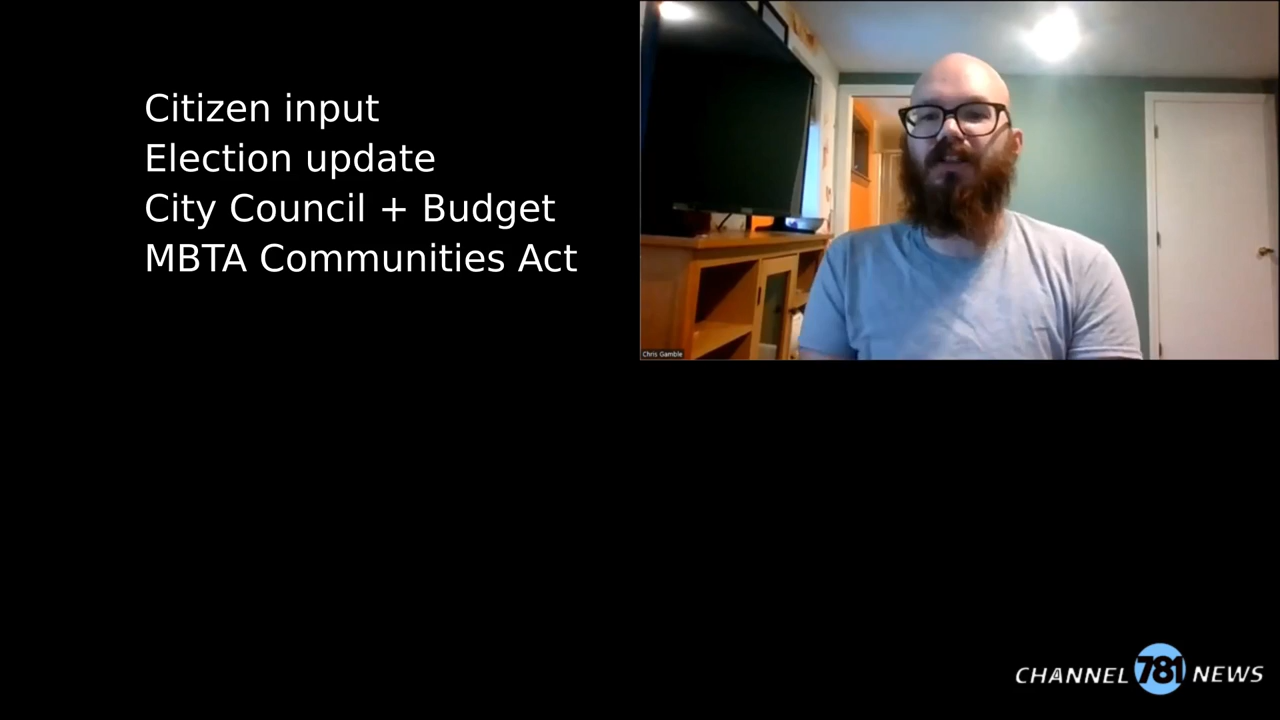 Citizen input
Election update
City Council + Budget
MBTA Communities Act
Chris Gamble
CHANNEL 781 NEWS